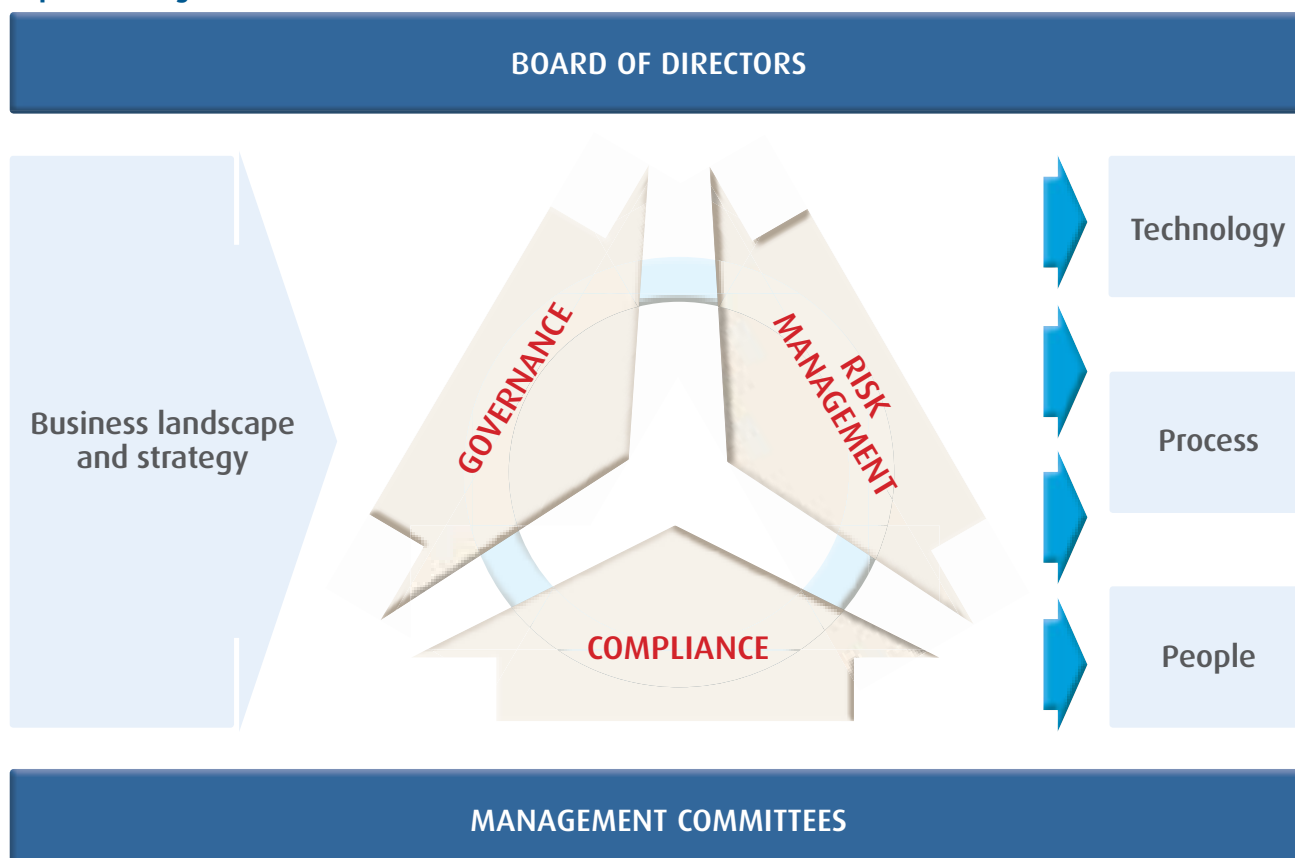 BOARD OF DIRECTORS
Business landscape
and strategy
GOVERNANCE
RISK
MANAGEMENT
COMPLIANCE
Technology
Process
People
MANAGEMENT COMMITTEES